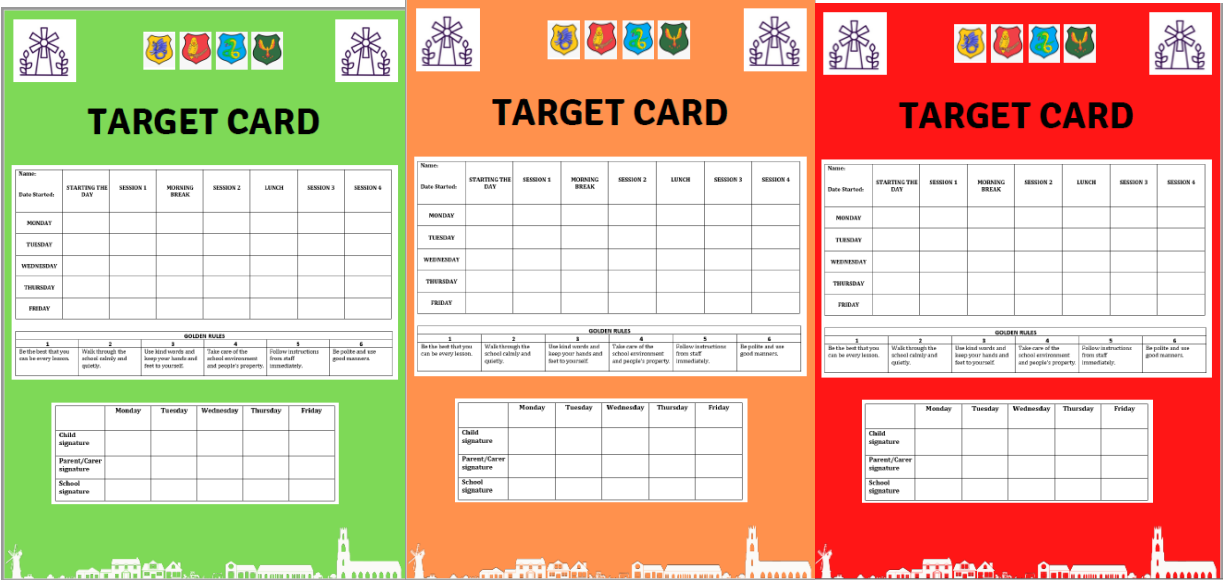 TARGET CARD
Name:
Date Started:
STARTING THE DAY
SESSION 1
MORNING BREAK
SESSION 2
LUNCH
SESSION 3
SESSION 4
MONDAY
TUESDAY
WEDNESDAY
THURSDAY
FRIDAY
GOLDEN RULES
1
2
3
4
5
6
Be the best that you
can be every lesson.
Walk through the
school calmly and
quietly.
Use kind words and
keep your hands and
feet to yourself.
Take care of the
school environment
and people's property.
Follow instructions
from staff
immediately.
Be polite and use
good manners.
Monday
Tuesday
Wednesday
Thursday
Friday
Child
signature
Parent/Carer
signature
School
signature
TARGET CARD
Name:
Date Started:
STARTING THE DAY
SESSION 1
MORNING BREAK
SESSION 2
LUNCH
SESSION 3
SESSION 4
MONDAY
TUESDAY
WEDNESDAY
THURSDAY
FRIDAY
GOLDEN RULES
1
2
3
4
5
6
Be the best that you
can be every lesson.
Walk through the
school calmly and
quietly.
Use kind words and
keep your hands and
feet to yourself.
Take care of the
school environment
and people's property.
Follow instructions
from staff
immediately.
Be polite and use
good manners.
Monday
Tuesday
Wednesday
Thursday
Friday
Child
signature
Parent/Carer
signature
School
signature
TARGET CARD
Name:
Date Started:
STARTING THE DAY
SESSION 1
MORNING BREAK
SESSION 2
LUNCH
SESSION 3
SESSION 4
MONDAY
TUESDAY
WEDNESDAY
THURSDAY
FRIDAY
GOLDEN RULES
1
2
3
4
5
6
Be the best that you
can be every lesson.
Walk through the
school calmly and
quietly.
Use kind words and
keep your hands and
feet to yourself.
Take care of the
school environment
and people's property.
Follow instructions
from staff
immediately.
Be polite and use
good manners.
Monday
Tuesday
Wednesday
Thursday
Friday
Child
signature
Parent/Carer
signature
School
signature